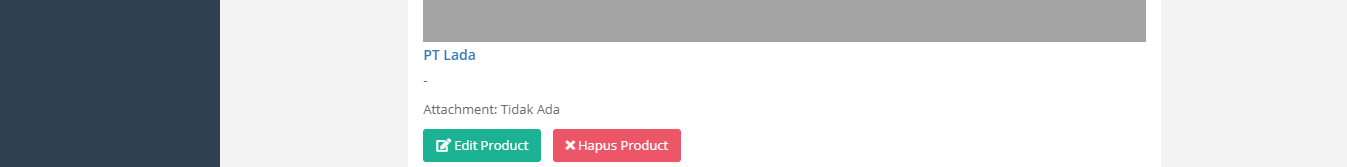 PT Lada
-
Attachment: Tidak Ada
Edit Product
Hapus Product